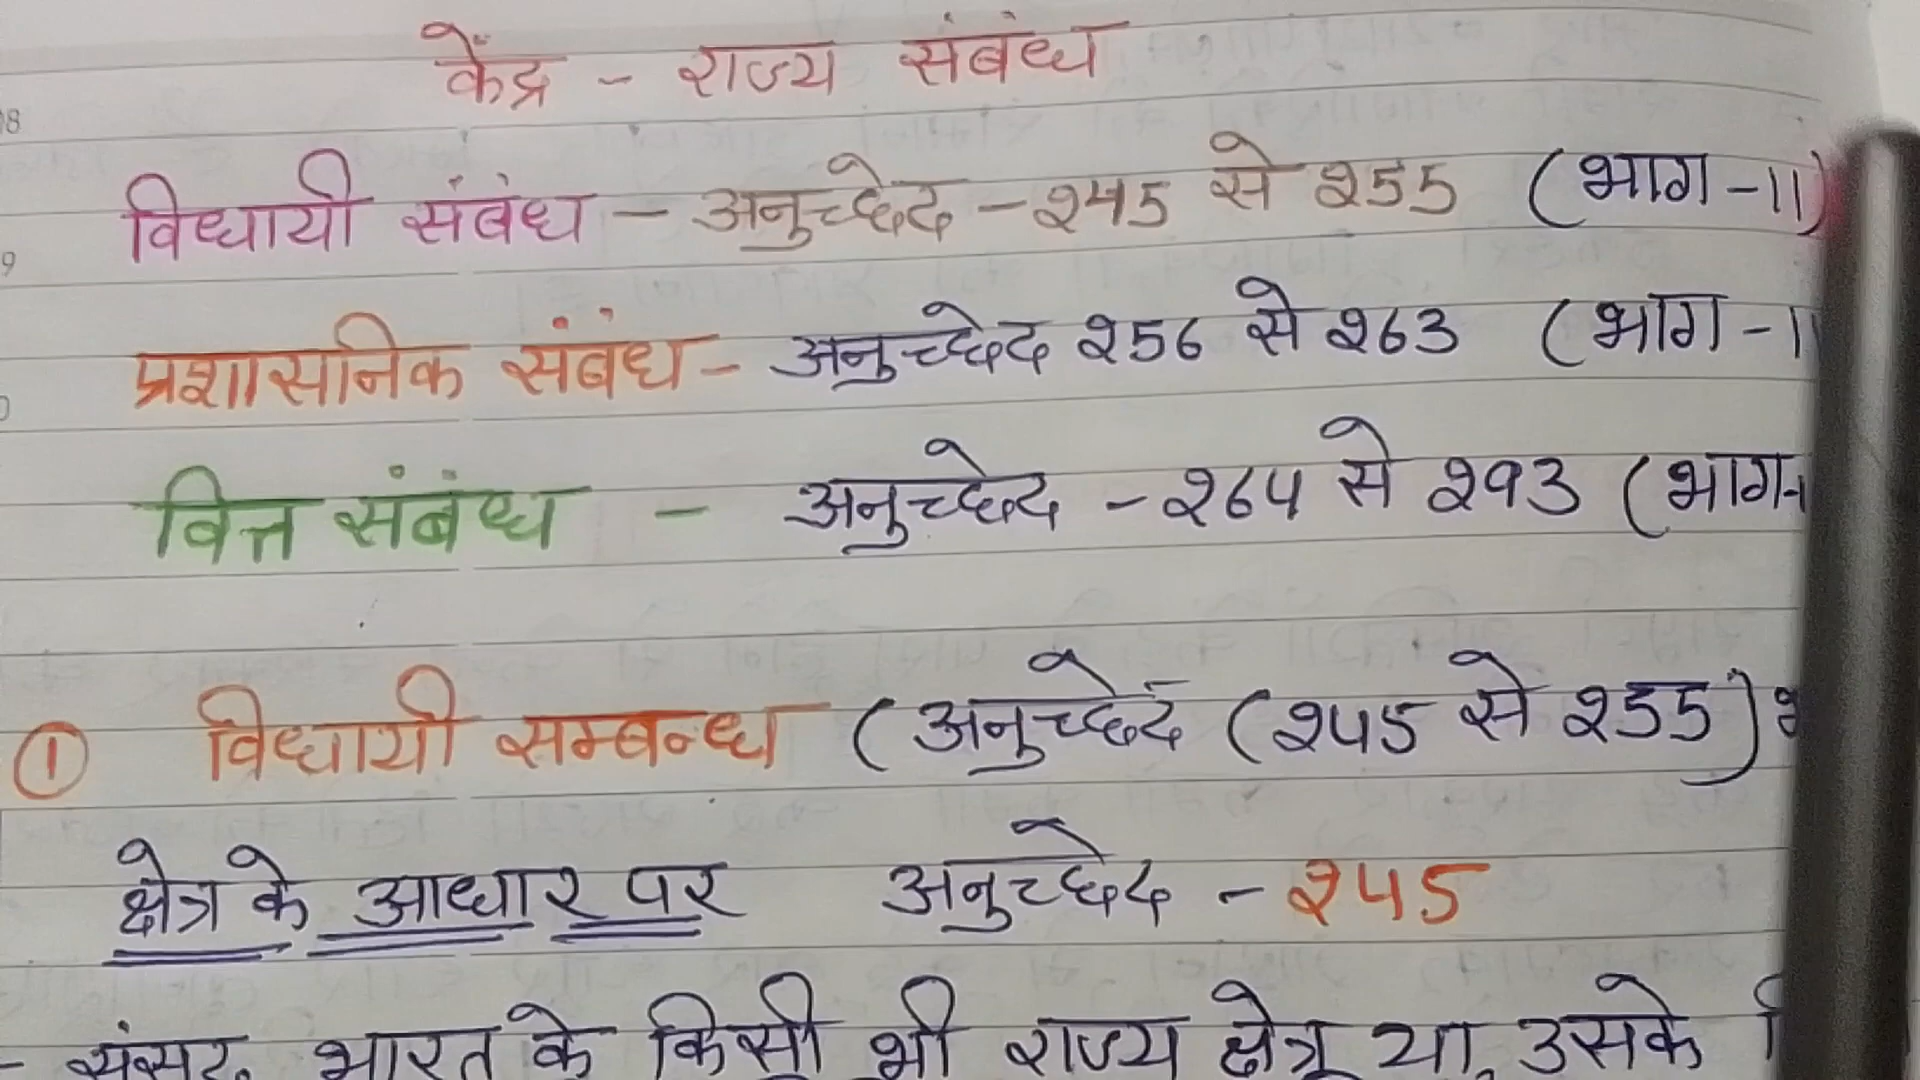 केंद्र - राज्य संबंध
विधायी संबंध - अनुच्छेद - 245 से 255 (भाग - 11)
प्रशासनिक संबंध - अनुच्छेद 256 से 263 (भाग - 11
वित्त संबंध - अनुच्छेद - 264 से 293 (भाग-
① विधायी सम्बन्ध (अनुच्छेद (245 से 255)
क्षेत्र के आधार पर अनुच्छेद - 245
- संसद, भारत के किसी भी राज्य क्षेत्र या, उसके